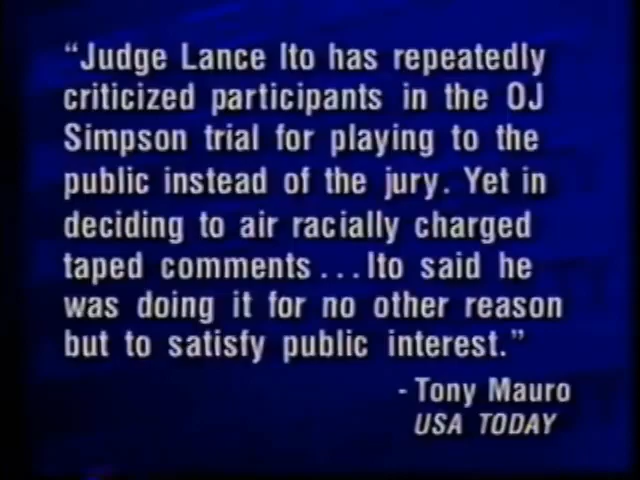 “Judge Lance Ito has repeatedly
criticized participants in the OJ
Simpson trial for playing to the
public instead of the jury. Yet in
deciding to air racially charged
taped comments...Ito said he
was doing it for no other reason
but to satisfy public interest.”
- Tony Mauro
USA TODAY